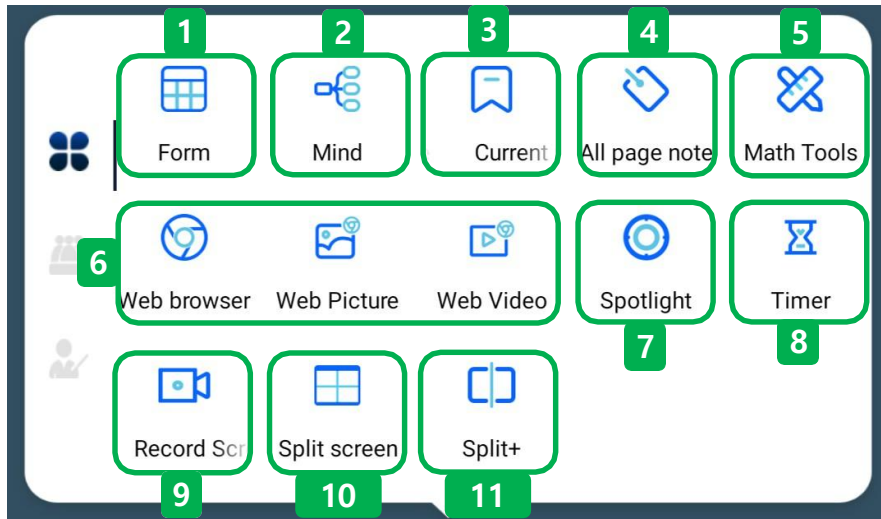 1 2 3 4 5
Form Mind Current All page note Math Tools
6
Web browser Web Picture Web Video Spotlight Timer
7 8
Record Scr Split screen Split+
9 10 11